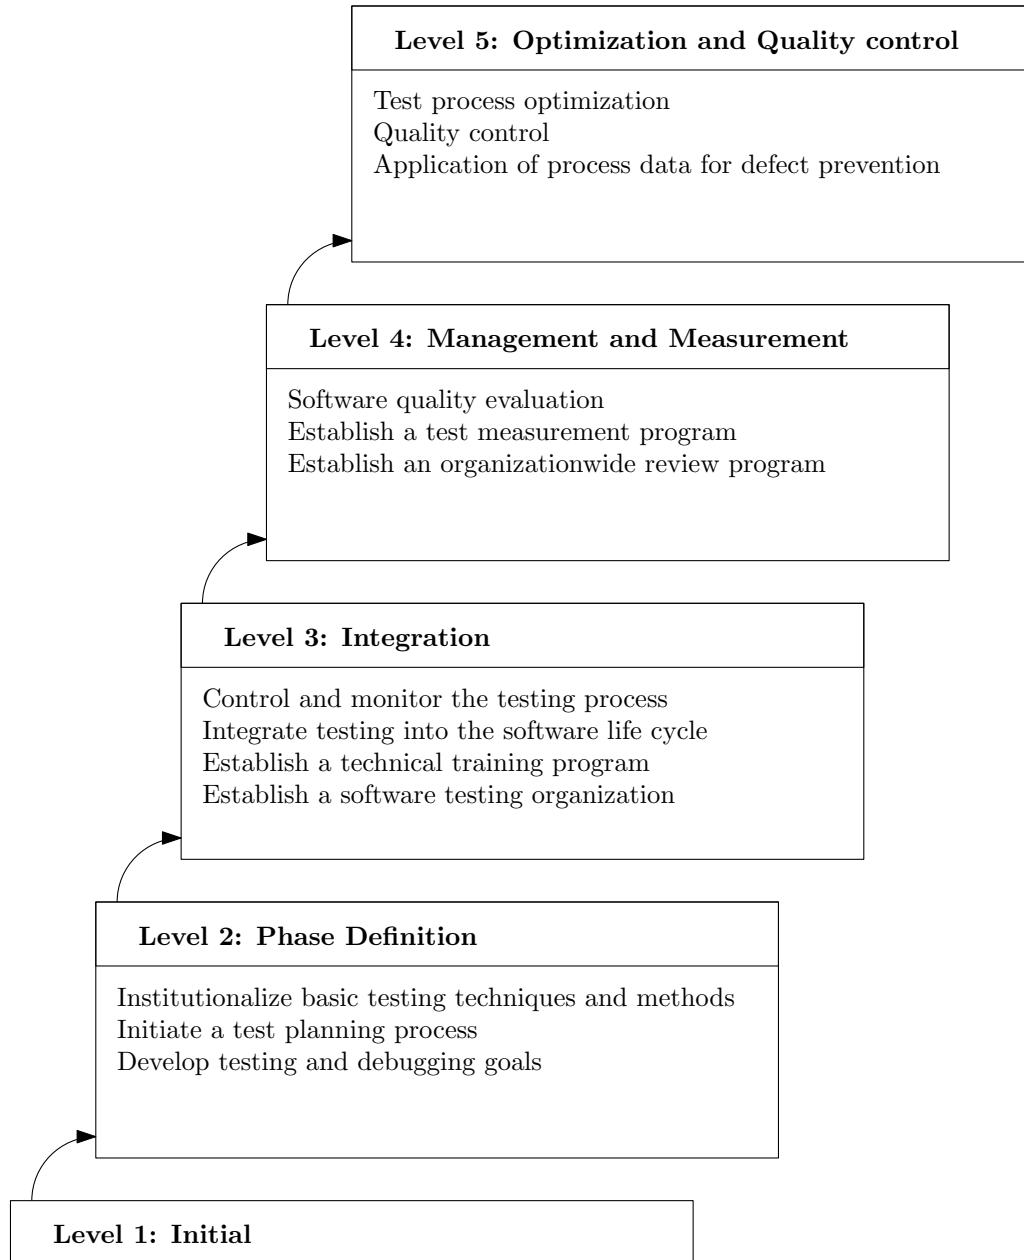 Level 5: Optimization and Quality control
Test process optimization
Quality control
Application of process data for defect prevention
Level 4: Management and Measurement
Software quality evaluation
Establish a test measurement program
Establish an organizationwide review program
Level 3: Integration
Control and monitor the testing process
Integrate testing into the software life cycle
Establish a technical training program
Establish a software testing organization
Level 2: Phase Definition
Institutionalize basic testing techniques and methods
Initiate a test planning process
Develop testing and debugging goals
Level 1: Initial